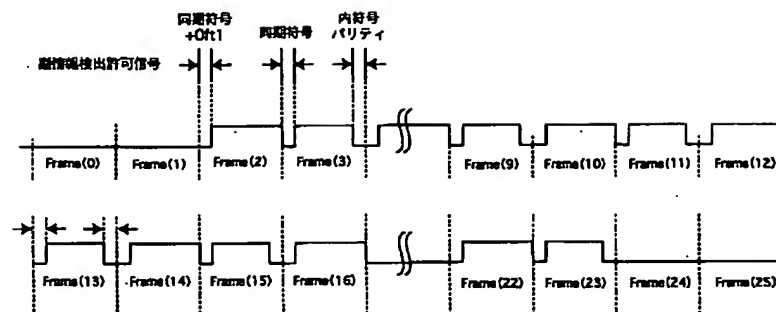 同期符号
+Oft1
同期符号
内符号
パリティ
副情報検出許可信号
Frame(0) Frame(1) Frame(2) Frame(3) Frame(9) Frame(10) Frame(11) Frame(12)
Frame(13) Frame(14) Frame(15) Frame(16) Frame(22) Frame(23) Frame(24) Frame(25)